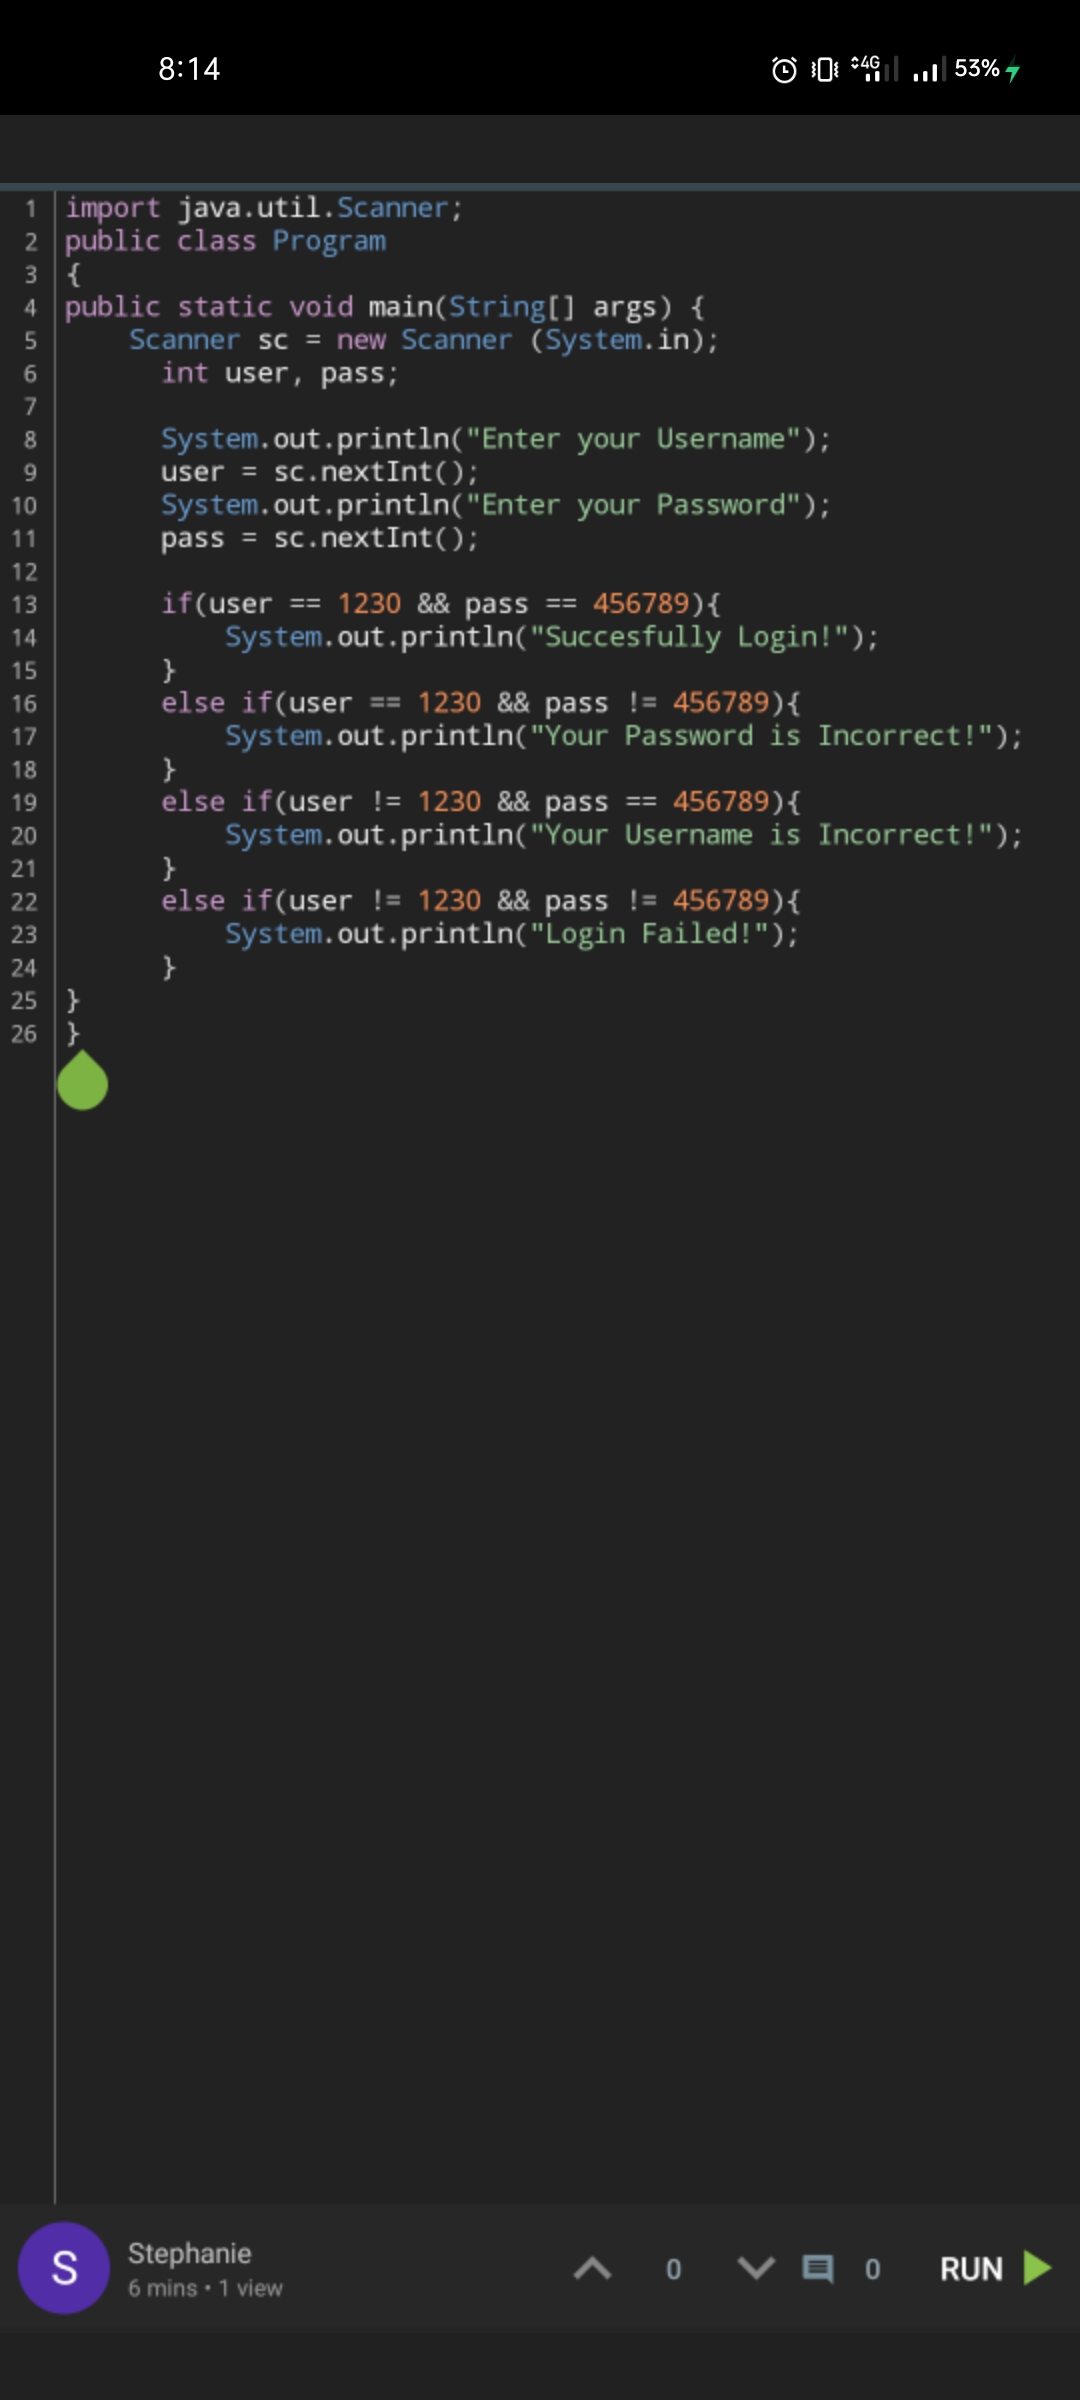 8:14 4G 53%
1 import java.util.Scanner;
2 public class Program
3 {
4 public static void main(String[] args) {
5 Scanner sc = new Scanner (System.in);
6 int user, pass;
7
8 System.out.println("Enter your Username");
9 user = sc.nextInt();
10 System.out.println("Enter your Password");
11 pass = sc.nextInt();
12
13 if(user == 1230 && pass == 456789){
14 System.out.println("Succesfully Login!");
15 }
16 else if(user == 1230 && pass != 456789){
17 System.out.println("Your Password is Incorrect!");
18 }
19 else if(user != 1230 && pass == 456789){
20 System.out.println("Your Username is Incorrect!");
21 }
22 else if(user != 1230 && pass != 456789){
23 System.out.println("Login Failed!");
24 }
25 }
26 }
S Stephanie 0 0 RUN
6 mins • 1 view